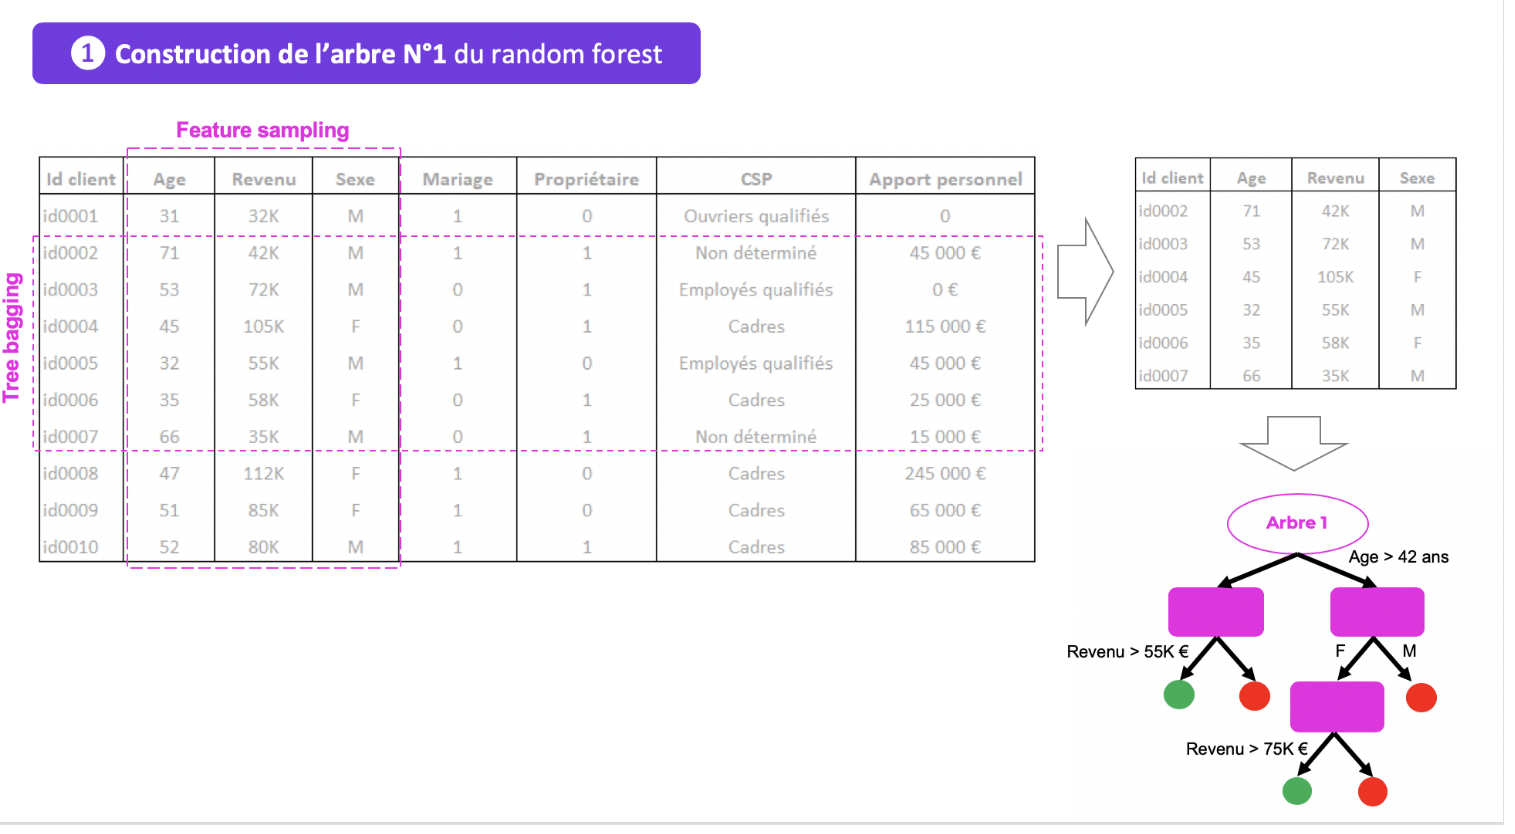 1 Construction de l’arbre N°1 du random forest
Feature sampling
Tree bagging
Id client Age Revenu Sexe Mariage Propriétaire CSP Apport personnel
id0001 31 32K M 1 0 Ouvriers qualifiés 0
id0002 71 42K M 1 1 Non déterminé 45 000 €
id0003 53 72K M 0 1 Employés qualifiés 0 €
id0004 45 105K F 0 1 Cadres 115 000 €
id0005 32 55K M 1 0 Employés qualifiés 45 000 €
id0006 35 58K F 0 1 Cadres 25 000 €
id0007 66 35K M 0 1 Non déterminé 15 000 €
id0008 47 112K F 1 0 Cadres 245 000 €
id0009 51 85K F 1 0 Cadres 65 000 €
id0010 52 80K M 1 1 Cadres 85 000 €
Id client Age Revenu Sexe
id0002 71 42K M
id0003 53 72K M
id0004 45 105K F
id0005 32 55K M
id0006 35 58K F
id0007 66 35K M
Arbre 1
Age > 42 ans
Revenu > 55K €
F M
Revenu > 75K €